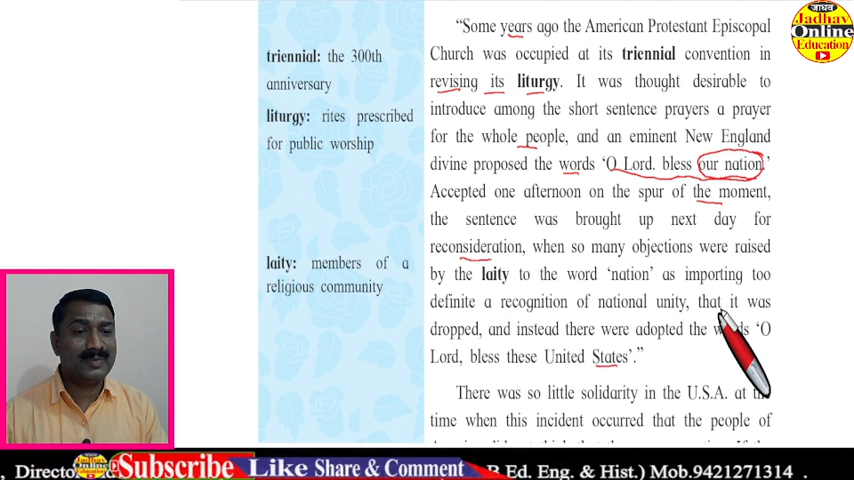 जाधव
Jadhav
Online
Education
triennial: the 300th
anniversary
liturgy: rites prescribed
for public worship
laity: members of a
religious community
“Some years ago the American Protestant Episcopal
Church was occupied at its triennial convention in
revising its liturgy. It was thought desirable to
introduce among the short sentence prayers a prayer
for the whole people, and an eminent New England
divine proposed the words ‘O Lord. bless our nation.’
Accepted one afternoon on the spur of the moment,
the sentence was brought up next day for
reconsideration, when so many objections were raised
by the laity to the word ‘nation’ as importing too
definite a recognition of national unity, that it was
dropped, and instead there were adopted the words ‘O
Lord, bless these United States’.”
There was so little solidarity in the U.S.A. at the
time when this incident occurred that the people of
, Director
Jadhav
Online
Education
Subscribe Like Share & Comment
B Ed. Eng. & Hist.) Mob.9421271314 .